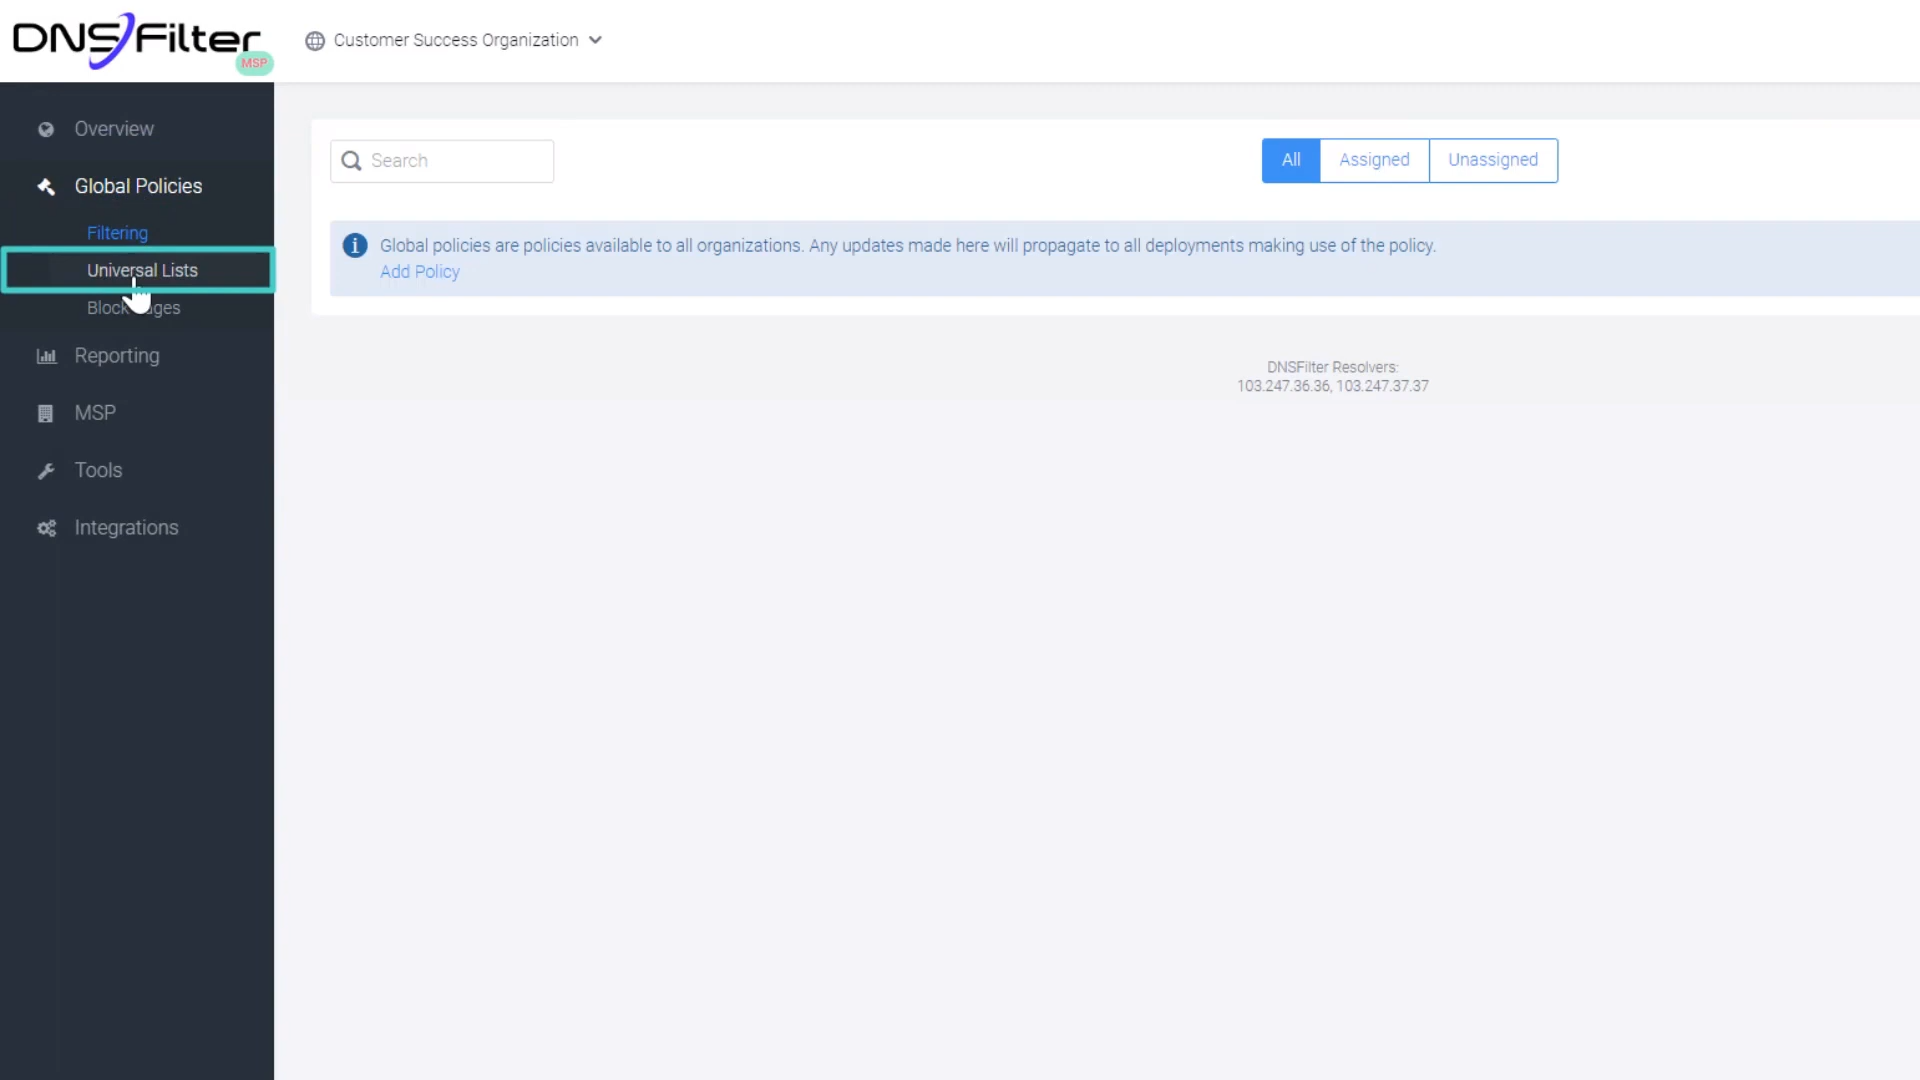 DNSFilter
MSP
Customer Success Organization
Overview
Global Policies
Filtering
Universal Lists
Block ges
Reporting
MSP
Tools
Integrations
Search
All
Assigned
Unassigned
Global policies are policies available to all organizations. Any updates made here will propagate to all deployments making use of the policy.
Add Policy
DNSFilter Resolvers:
103.247.36.36, 103.247.37.37